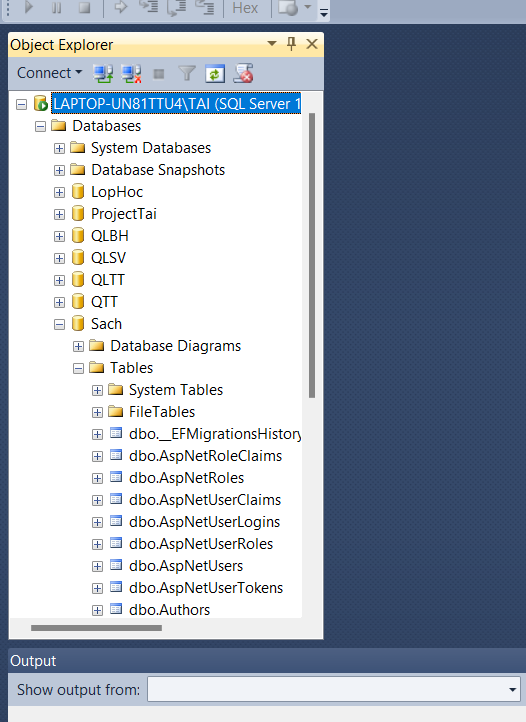 Hex
Object Explorer
Connect
LAPTOP-UN81TTU4\TAI (SQL Server 1
Databases
System Databases
Database Snapshots
LopHoc
ProjectTai
QLBH
QLSV
QLTT
QTT
Sach
Database Diagrams
Tables
System Tables
FileTables
dbo.__EFMigrationsHistory
dbo.AspNetRoleClaims
dbo.AspNetRoles
dbo.AspNetUserClaims
dbo.AspNetUserLogins
dbo.AspNetUserRoles
dbo.AspNetUsers
dbo.AspNetUserTokens
dbo.Authors
Output
Show output from: